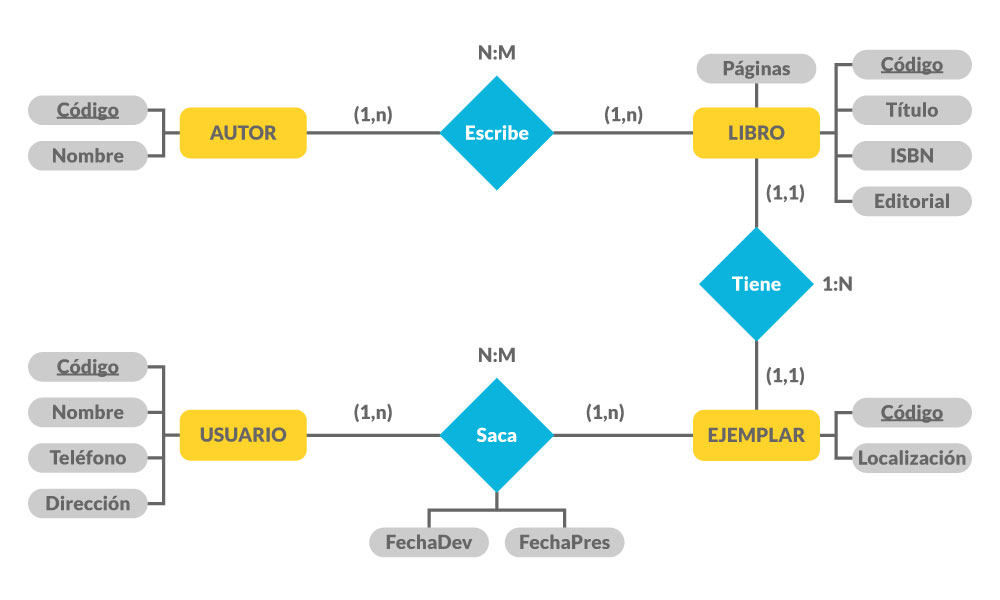 N:M
Páginas
Código
Código
AUTOR
(1,n)
Escribe
(1,n)
LIBRO
Título
Nombre
ISBN
(1,1)
Editorial
Tiene
1:N
N:M
Código
(1,1)
Nombre
(1,n)
(1,n)
Código
USUARIO
Saca
EJEMPLAR
Teléfono
Localización
Dirección
FechaDev
FechaPres